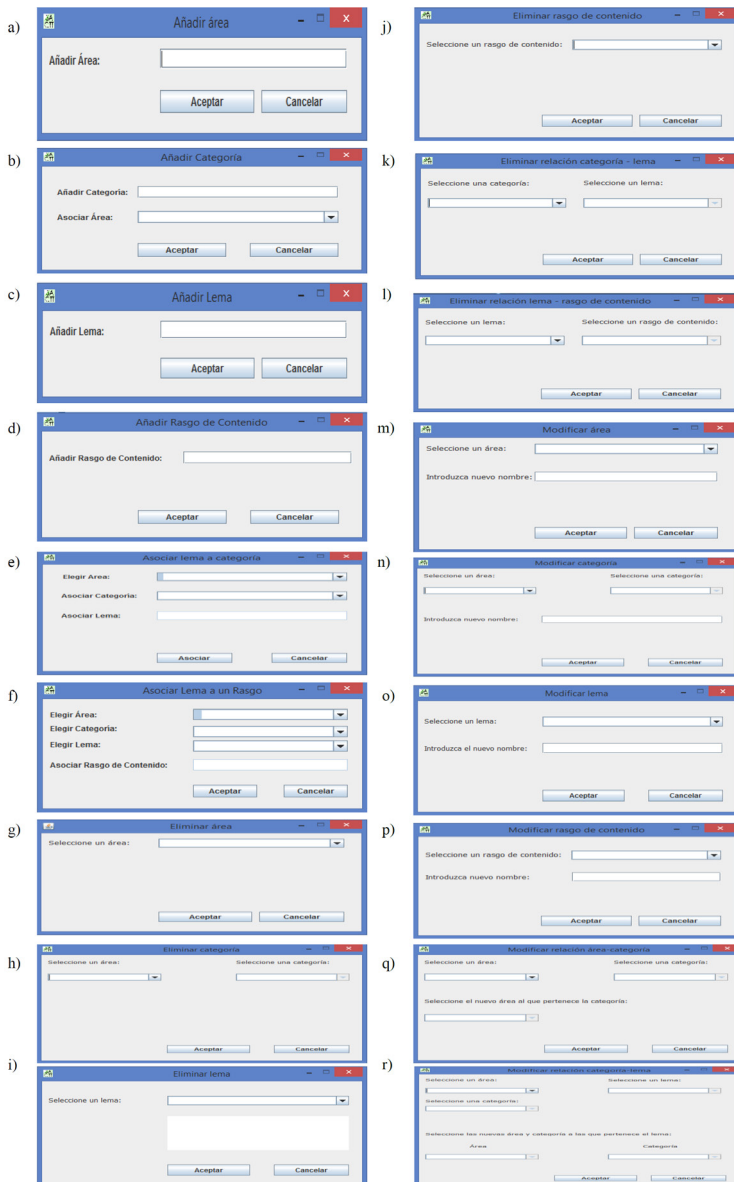 a)
Añadir área
Añadir Área:
Aceptar Cancelar
b)
Añadir Categoría
Añadir Categoría:
Asociar Área:
Aceptar Cancelar
c)
Añadir Lema
Añadir Lema:
Aceptar Cancelar
d)
Añadir Rasgo de Contenido
Añadir Rasgo de Contenido:
Aceptar Cancelar
e)
Asociar lema a categoría
Elegir Area:
Asociar Categoría:
Asociar Lema:
Asociar Cancelar
f)
Asociar Lema a un Rasgo
Elegir Área:
Elegir Categoría:
Elegir Lema:
Asociar Rasgo de Contenido:
Aceptar Cancelar
g)
Eliminar área
Seleccione un área:
Aceptar Cancelar
h)
Eliminar categoría
Seleccione un área: Seleccione una categoría:
Aceptar Cancelar
i)
Eliminar lema
Seleccione un lema:
Aceptar Cancelar
j)
Eliminar rasgo de contenido
Seleccione un rasgo de contenido:
Aceptar Cancelar
k)
Eliminar relación categoría - lema
Seleccione una categoría: Seleccione un lema:
Aceptar Cancelar
l)
Eliminar relación lema - rasgo de contenido
Seleccione un lema: Seleccione un rasgo de contenido:
Aceptar Cancelar
m)
Modificar área
Seleccione un área:
Introduzca nuevo nombre:
Aceptar Cancelar
n)
Modificar categoría
Seleccione un área: Seleccione una categoría:
Introduzca nuevo nombre:
Aceptar Cancelar
o)
Modificar lema
Seleccione un lema:
Introduzca el nuevo nombre:
Aceptar Cancelar
p)
Modificar rasgo de contenido
Seleccione un rasgo de contenido:
Introduzca nuevo nombre:
Aceptar Cancelar
q)
Modificar relación área-categoría
Seleccione un área: Seleccione una categoría:
Seleccione el nuevo área al que pertenece la categoría:
Aceptar Cancelar
r)
Modificar relación categoría-lema
Seleccione un área: Seleccione un lema:
Seleccione una categoría:
Seleccione las nuevas área y categoría a las que pertenece el lema:
Área Categoría
Aceptar Cancelar